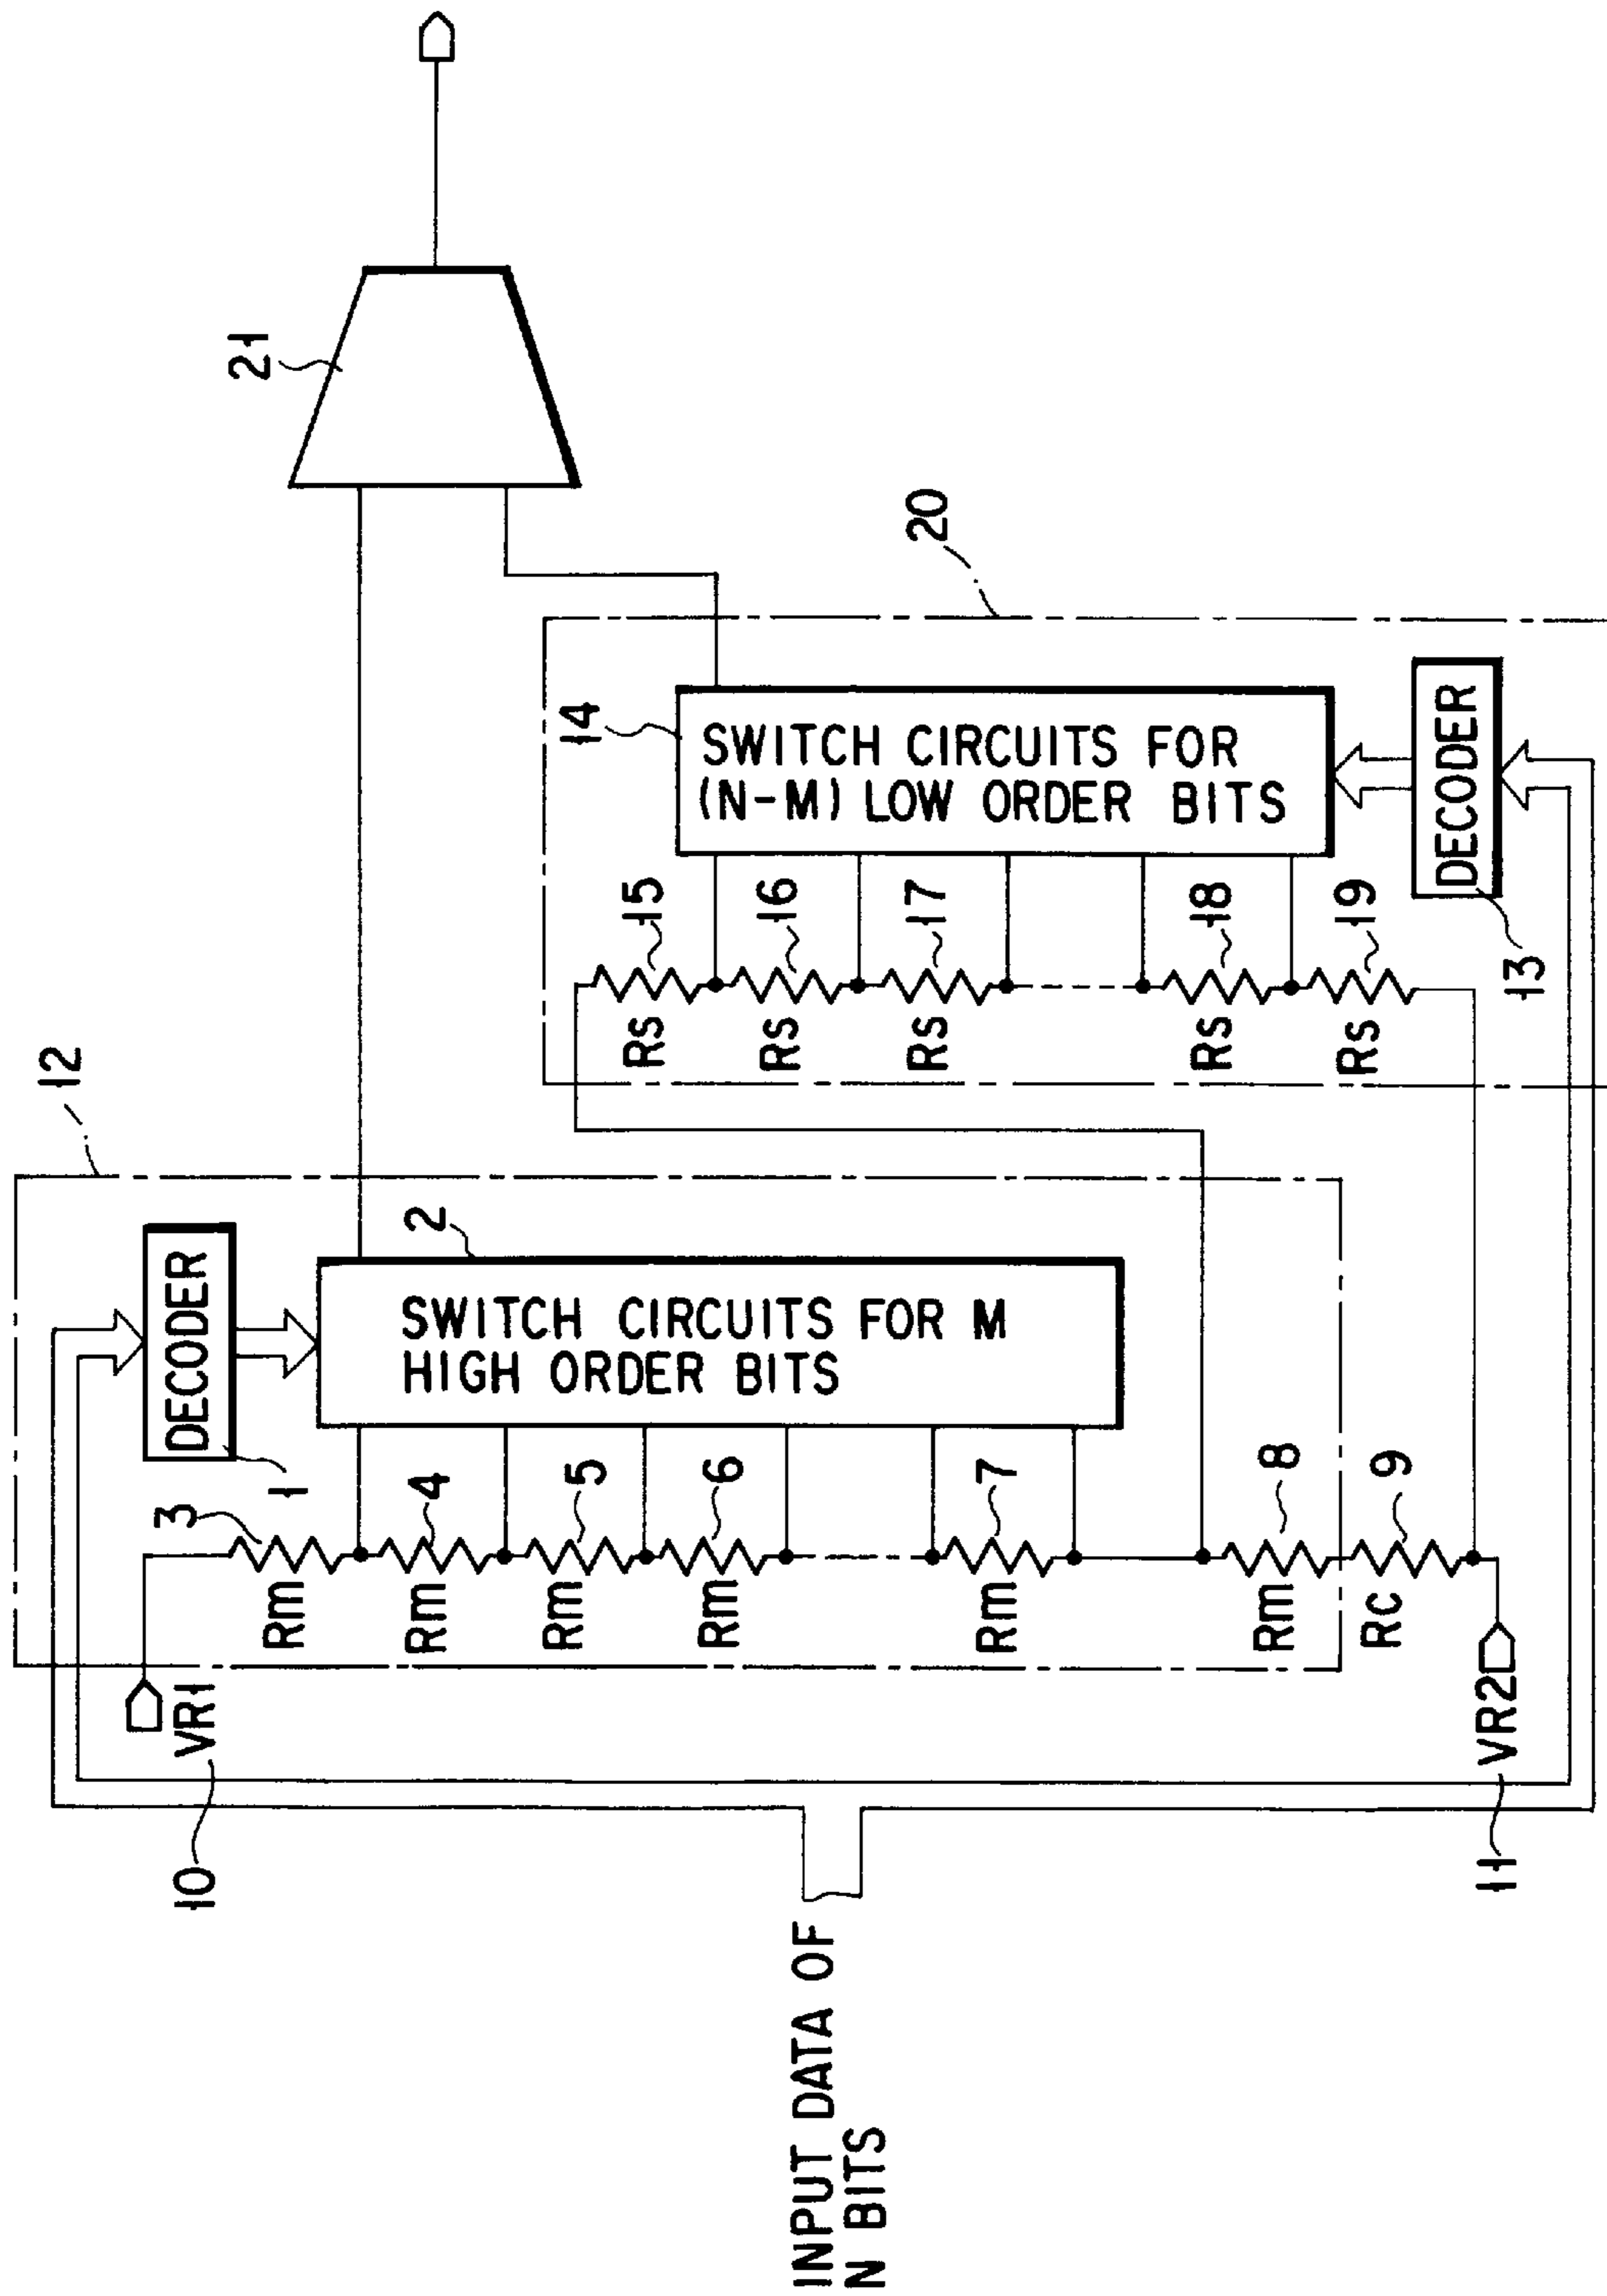 INPUT DATA OF
N BITS
10
VR1
11
VR2
12
3
Rm
1
DECODER
4
Rm
5
Rm
6
Rm
7
Rm
8
Rm
9
Rc
2
SWITCH CIRCUITS FOR M
HIGH ORDER BITS
20
15
Rs
16
Rs
17
Rs
18
Rs
19
Rs
14
SWITCH CIRCUITS FOR
(N-M) LOW ORDER BITS
13
DECODER
21